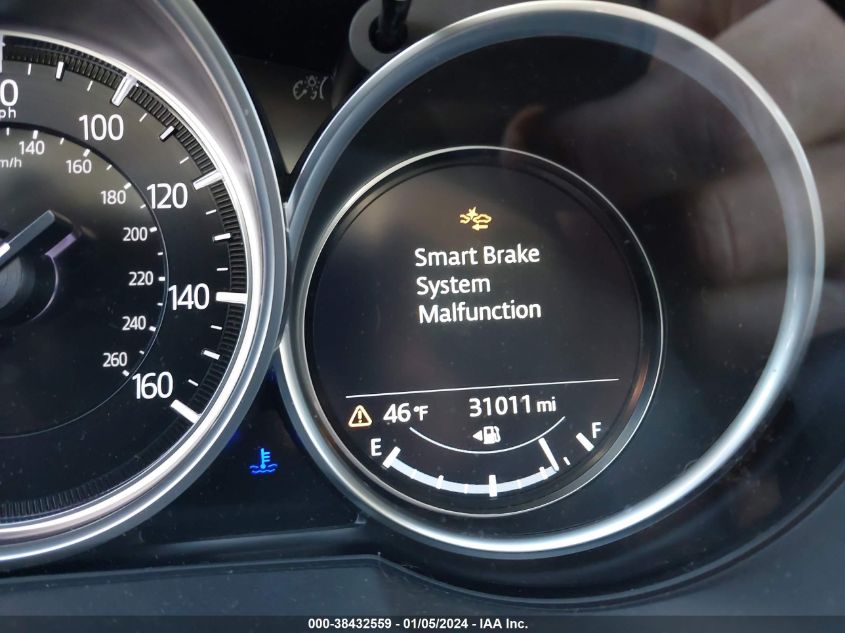 ph
100
120
140
160
m/h
140
160
180
200
220
240
260
Smart Brake
System
Malfunction
46°F
31011 mi
E
F
000-38432559 - 01/05/2024 - IAA Inc.